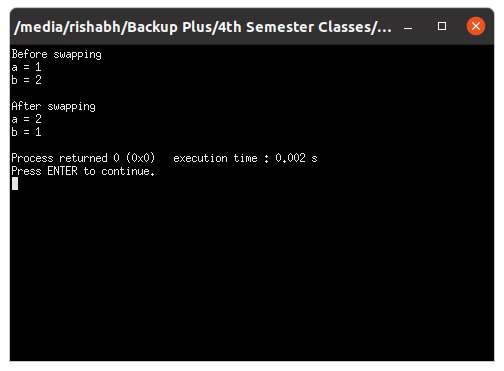 /media/rishabh/Backup Plus/4th Semester Classes/...
Before swapping
a = 1
b = 2
After swapping
a = 2
b = 1
Process returned 0 (0x0)   execution time : 0.002 s
Press ENTER to continue.